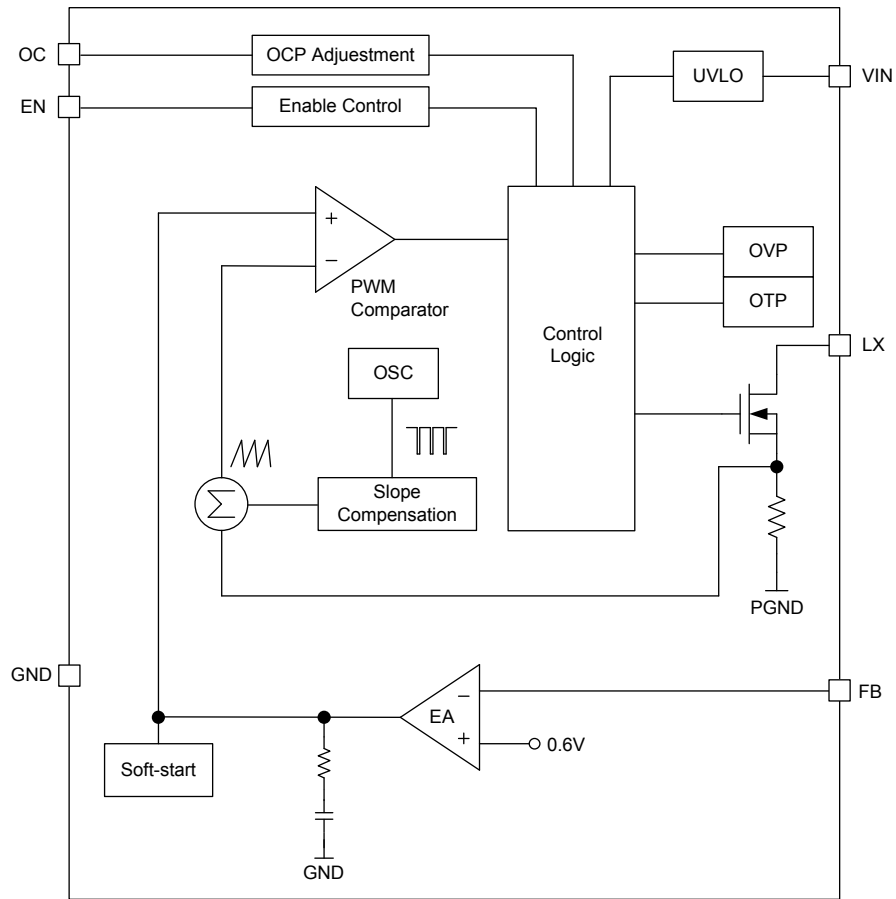 OC
OCP Adjuestment
UVLO
VIN
EN
Enable Control
+
−
PWM
Comparator
OVP
OTP
Control
Logic
LX
OSC
Σ
Slope
Compensation
PGND
GND
FB
−
EA
+
0.6V
Soft-start
GND